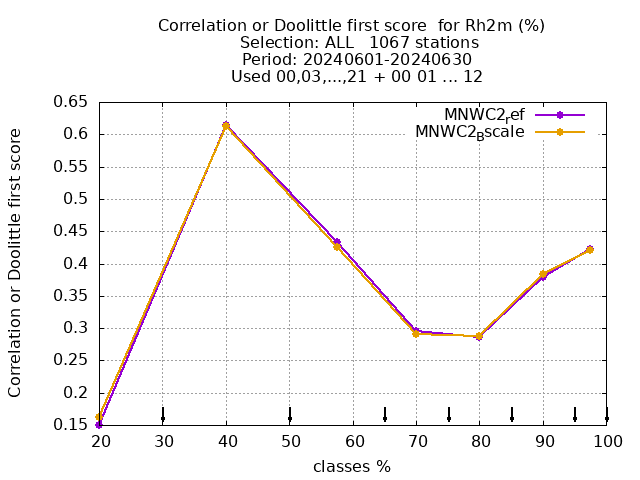 Correlation or Doolittle first score  for Rh2m (%)
Selection: ALL   1067 stations
Period: 20240601-20240630
Used 00,03,...,21 + 00 01 ... 12
MNWC2ref
MNWC2Bscale
Correlation or Doolittle first score
0.65
0.6
0.55
0.5
0.45
0.4
0.35
0.3
0.25
0.2
0.15
20 30 40 50 60 70 80 90 100
classes %